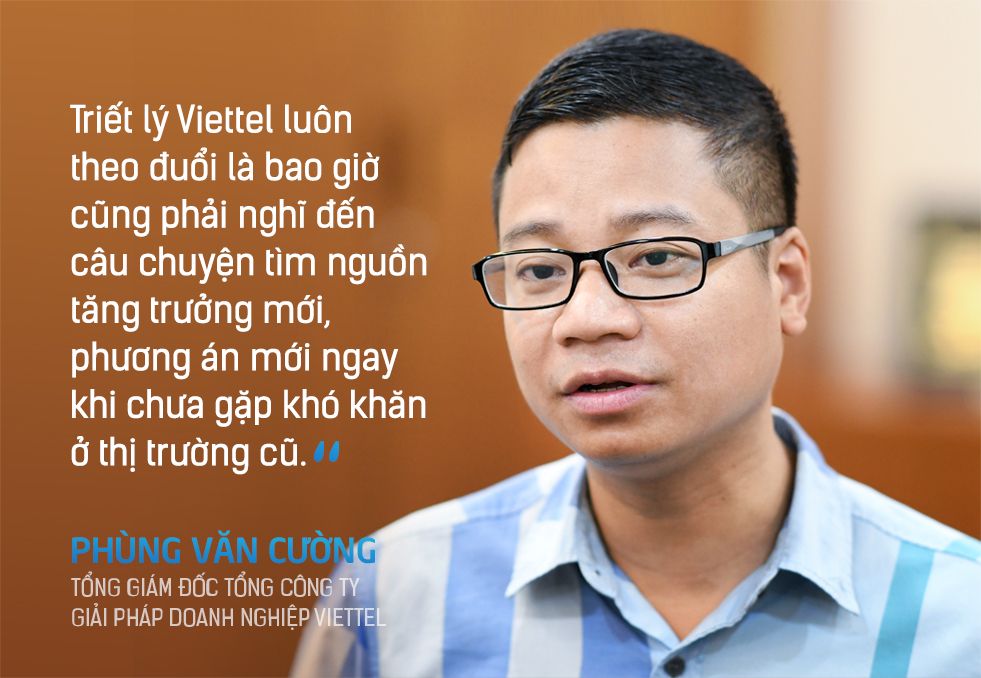 Triết lý Viettel luôn
theo đuổi là bao giờ
cũng phải nghĩ đến
câu chuyện tìm nguồn
tăng trưởng mới,
phương án mới ngay
khi chưa gặp khó khăn
ở thị trường cũ."
PHÙNG VĂN CƯỜNG
TỔNG GIÁM ĐỐC TỔNG CÔNG TY
GIẢI PHÁP DOANH NGHIỆP VIETTEL